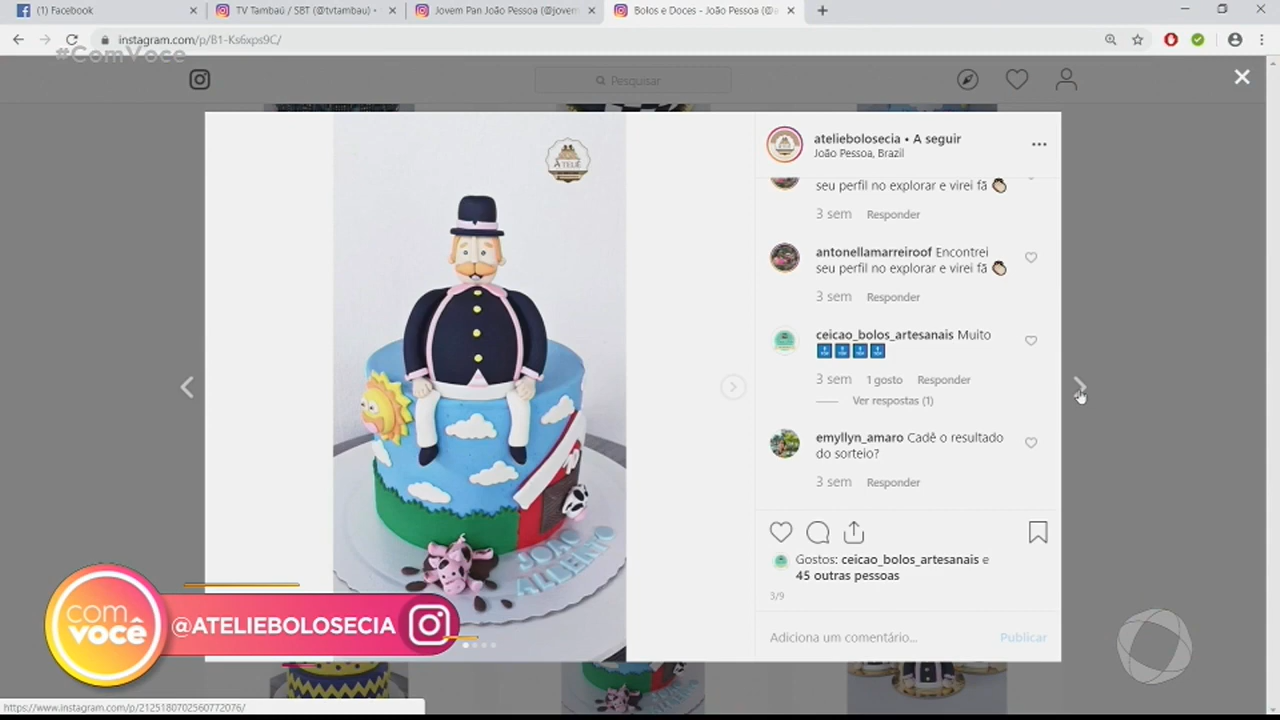 (1) Facebook
TV Tambaú / SBT (@tvtambau) •
Jovem Pan João Pessoa (@jovem
Bolos e Doces - João Pessoa (@a
instagram.com/p/B1-Ks6xps9C/
#ComVoce
Pesquisar
ATELIÊ
JOÃO
ateliebolosecia • A seguir
João Pessoa, Brazil
seu perfil no explorar e virei fã
3 sem Responder
antonellamarreiroof Encontrei
seu perfil no explorar e virei fã
3 sem Responder
ceicao_bolos_artesanais Muito
🔝🔝🔝🔝
3 sem 1 gosto Responder
Ver respostas (1)
emyllyn_amaro Cadê o resultado
do sorteio?
3 sem Responder
Gostos: ceicao_bolos_artesanais e
45 outras pessoas
3/9
Adiciona um comentário...
Publicar
com
você
@ATELIEBOLOSECIA
https://www.instagram.com/p/2125180702560772076/